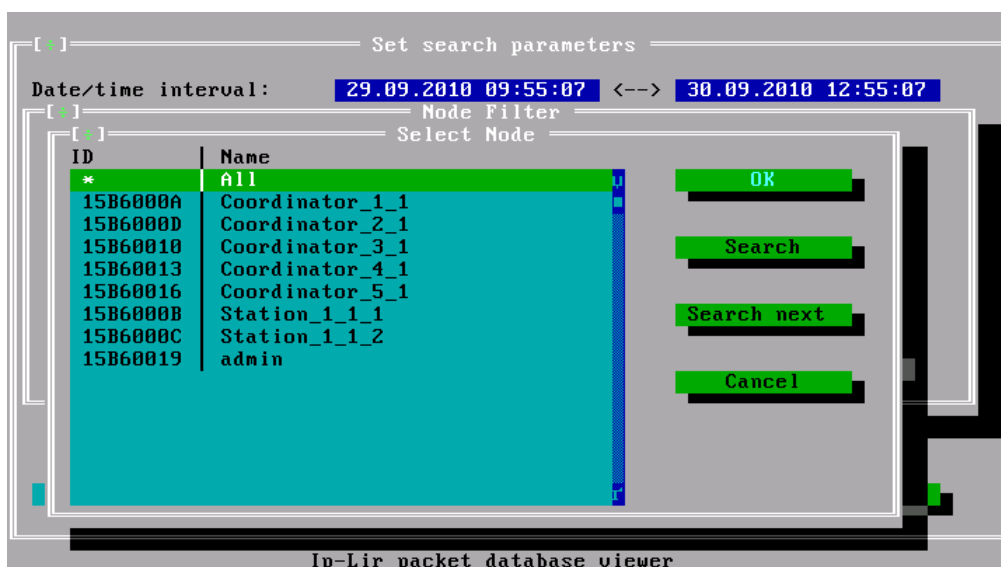 Set search parameters
Date/time interval: 29.09.2010 09:55:07 <--> 30.09.2010 12:55:07
Node Filter
Select Node
ID Name
* All
15B6000A Coordinator_1_1
15B6000D Coordinator_2_1
15B60010 Coordinator_3_1
15B60013 Coordinator_4_1
15B60016 Coordinator_5_1
15B6000B Station_1_1_1
15B6000C Station_1_1_2
15B60019 admin
OK
Search
Search next
Cancel
Ip-Lir packet database viewer